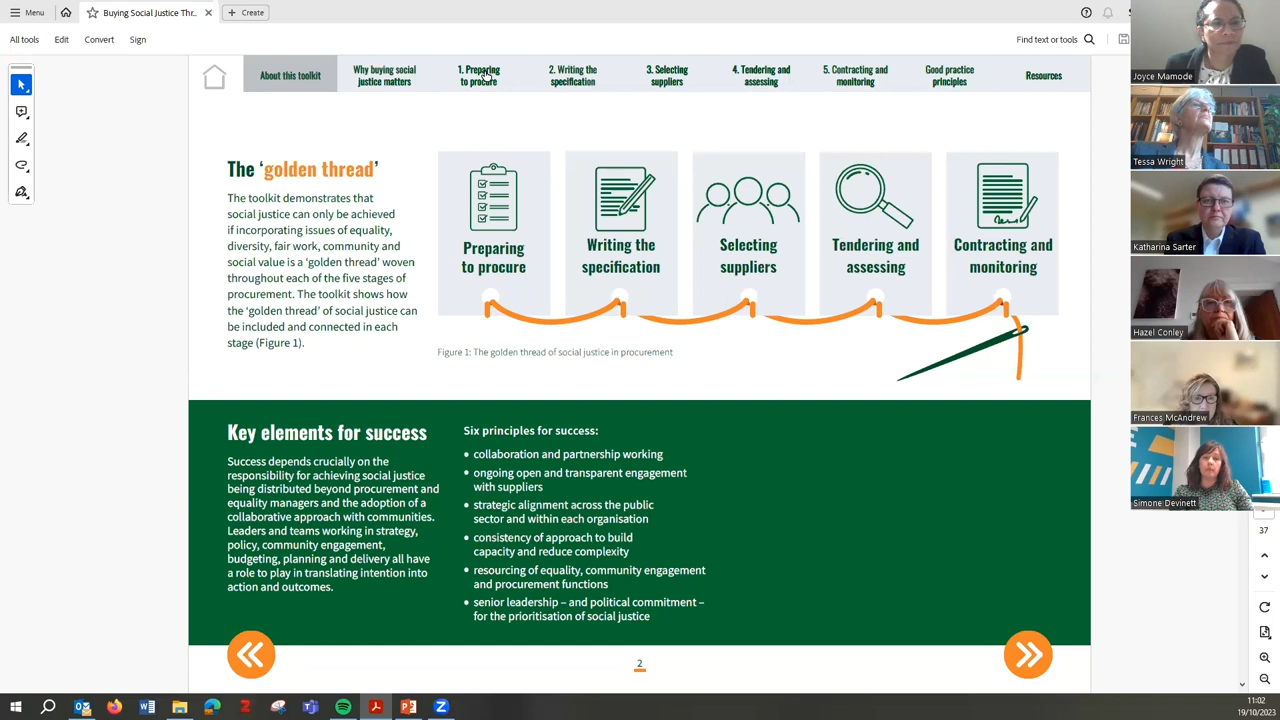 Menu
Buying Social Justice Thr...
Create
All tools
Edit
Convert
Sign
Find text or tools
About this toolkit
Why buying social
justice matters
1. Preparing
to procure
2. Writing the
specification
3. Selecting
suppliers
4. Tendering and
assessing
5. Contracting and
monitoring
Good practice
principles
Resources
The ‘golden thread’
The toolkit demonstrates that
social justice can only be achieved
if incorporating issues of equality,
diversity, fair work, community and
social value is a ‘golden thread’ woven
throughout each of the five stages of
procurement. The toolkit shows how
the ‘golden thread’ of social justice can
be included and connected in each
stage (Figure 1).
Preparing
to procure
Writing the
specification
Selecting
suppliers
Tendering and
assessing
Contracting and
monitoring
Figure 1: The golden thread of social justice in procurement
Key elements for success
Success depends crucially on the
responsibility for achieving social justice
being distributed beyond procurement and
equality managers and the adoption of a
collaborative approach with communities.
Leaders and teams working in strategy,
policy, community engagement,
budgeting, planning and delivery all have
a role to play in translating intention into
action and outcomes.
Six principles for success:
• collaboration and partnership working
• ongoing open and transparent engagement
with suppliers
• strategic alignment across the public
sector and within each organisation
• consistency of approach to build
capacity and reduce complexity
• resourcing of equality, community engagement
and procurement functions
• senior leadership – and political commitment –
for the prioritisation of social justice
2
Joyce Mamode
Tessa Wright
Katharina Sarter
Hazel Conley
Frances McAndrew
Simone Devinett
37
11:02
19/10/2023